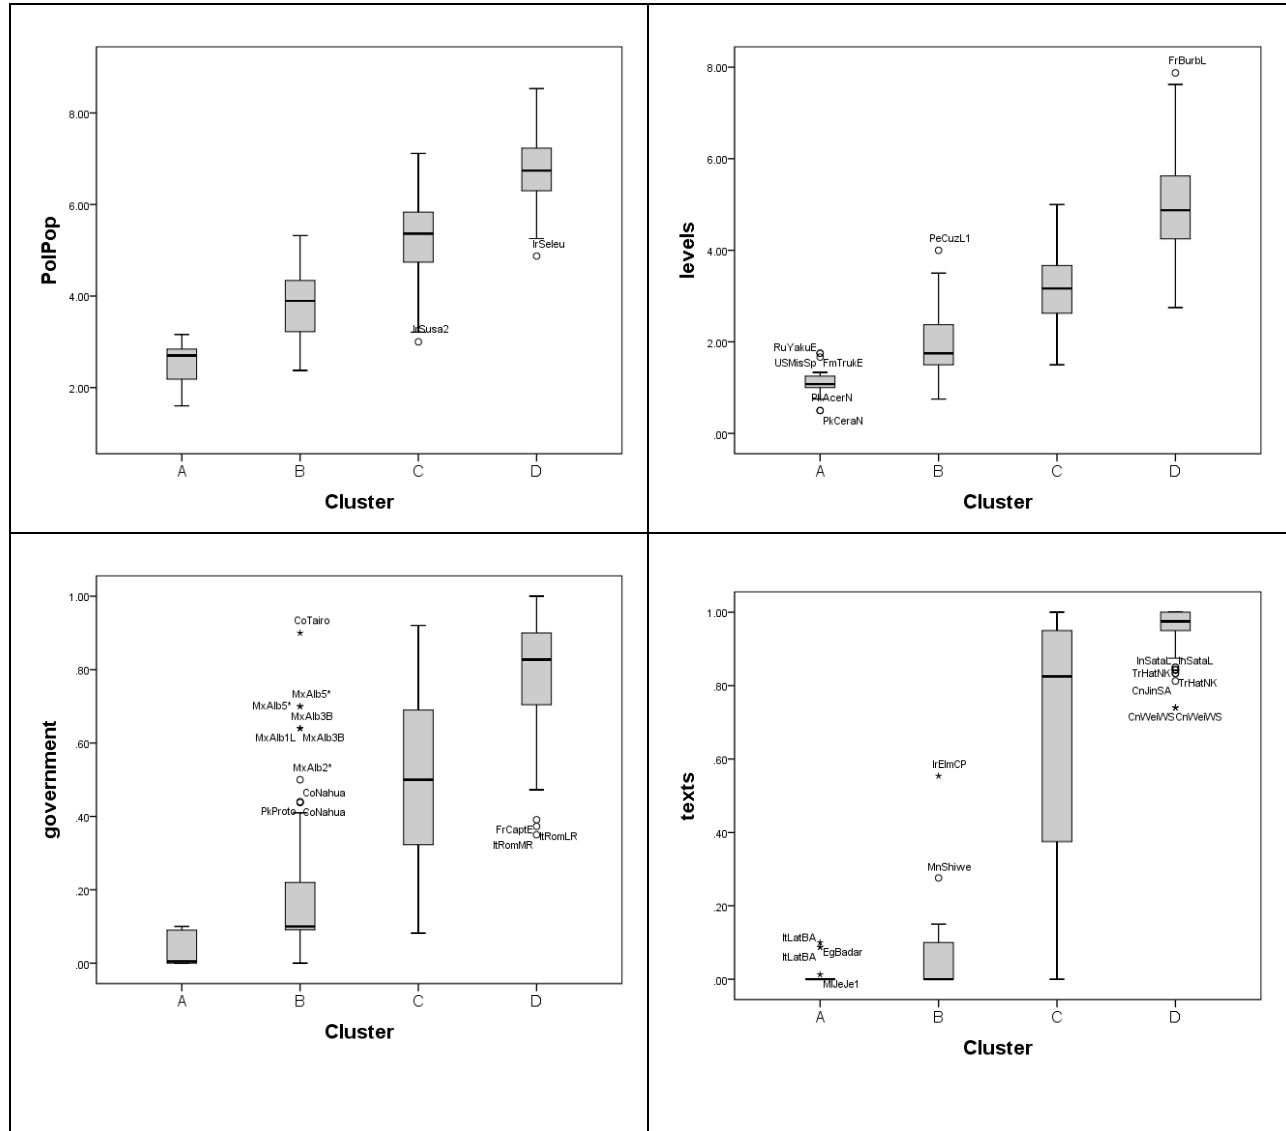 PolPop
8.00
6.00
4.00
2.00
IrSeleu
IrSusa2
A B C D
Cluster
levels
8.00
6.00
4.00
2.00
.00
FrBurbL
PeCuzL1
RuYakuE
USMisSp FmTrukE
PkAcerN
PkCeraN
A B C D
Cluster
government
1.00
.80
.60
.40
.20
.00
CoTairo
MxAlb5*
MxAlb5*
MxAlb3B
MxAlb1L MxAlb3B
MxAlb2*
CoNahua
PkProto CoNahua
FrCaptE
ItRomLR
ItRomMR
A B C D
Cluster
texts
1.00
.80
.60
.40
.20
.00
InSataL InSataL
TrHatNK
TrHatNK
CnJinSA
CnWeiWS CnWeiWS
IrElmCP
MnShiwe
ItLatBA
EgBadar
ItLatBA
MlJeJe1
A B C D
Cluster